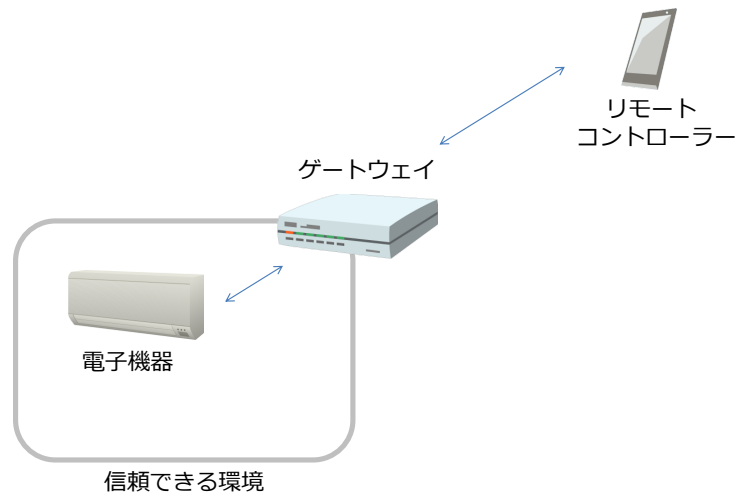 リモート
コントローラー
ゲートウェイ
電子機器
信頼できる環境